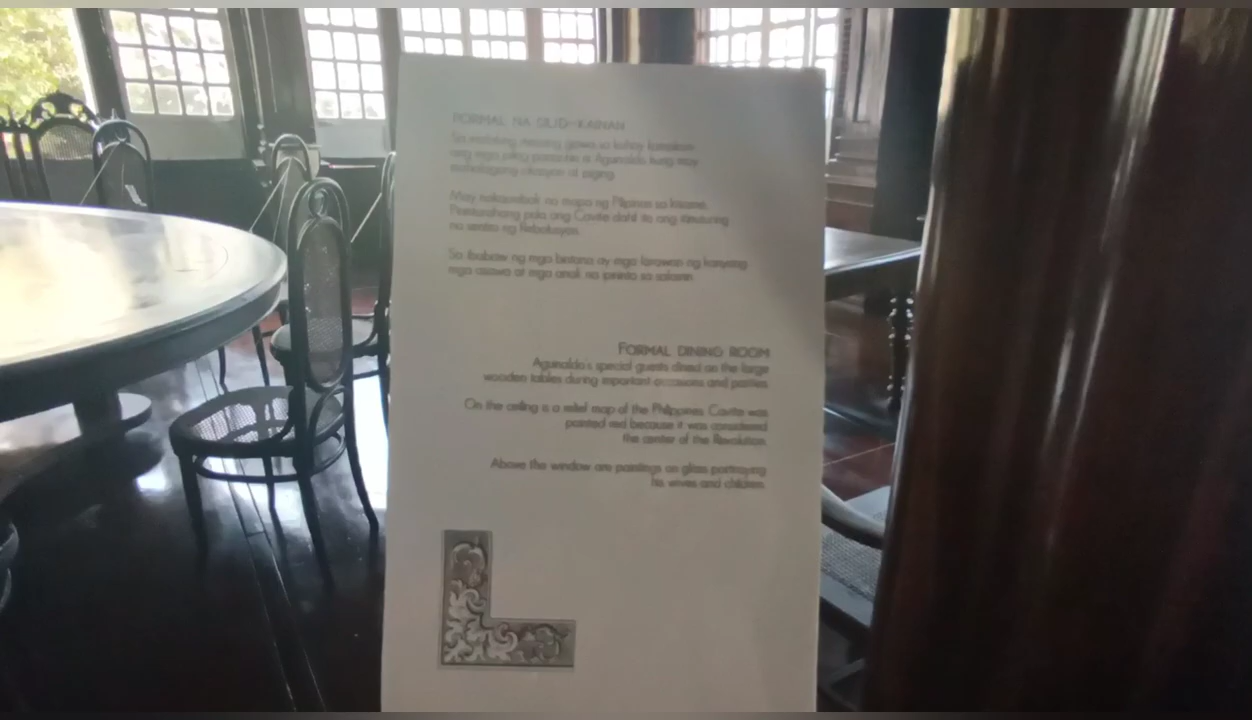 PORMAL NA SILID-KAINAN
Sa malaking mesang gawa sa kahoy kumakain
ang mga piling panauhin ni Aguinaldo kung may
mahalagang okasyon at piging.
May nakaumbok na mapa ng Pilipinas sa kisame.
Pininturahang pula ang Cavite dahil ito ang itinuturing
na sentro ng Rebolusyon.
Sa ibabaw ng mga bintana ay mga larawan ng kanyang
mga asawa at mga anak na ipininta sa salamin.
FORMAL DINING ROOM
Aguinaldo's special guests dined on the large
wooden tables during important occasions and parties.
On the ceiling is a relief map of the Philippines. Cavite was
painted red because it was considered
the center of the Revolution.
Above the window are paintings on glass portraying
his wives and children.